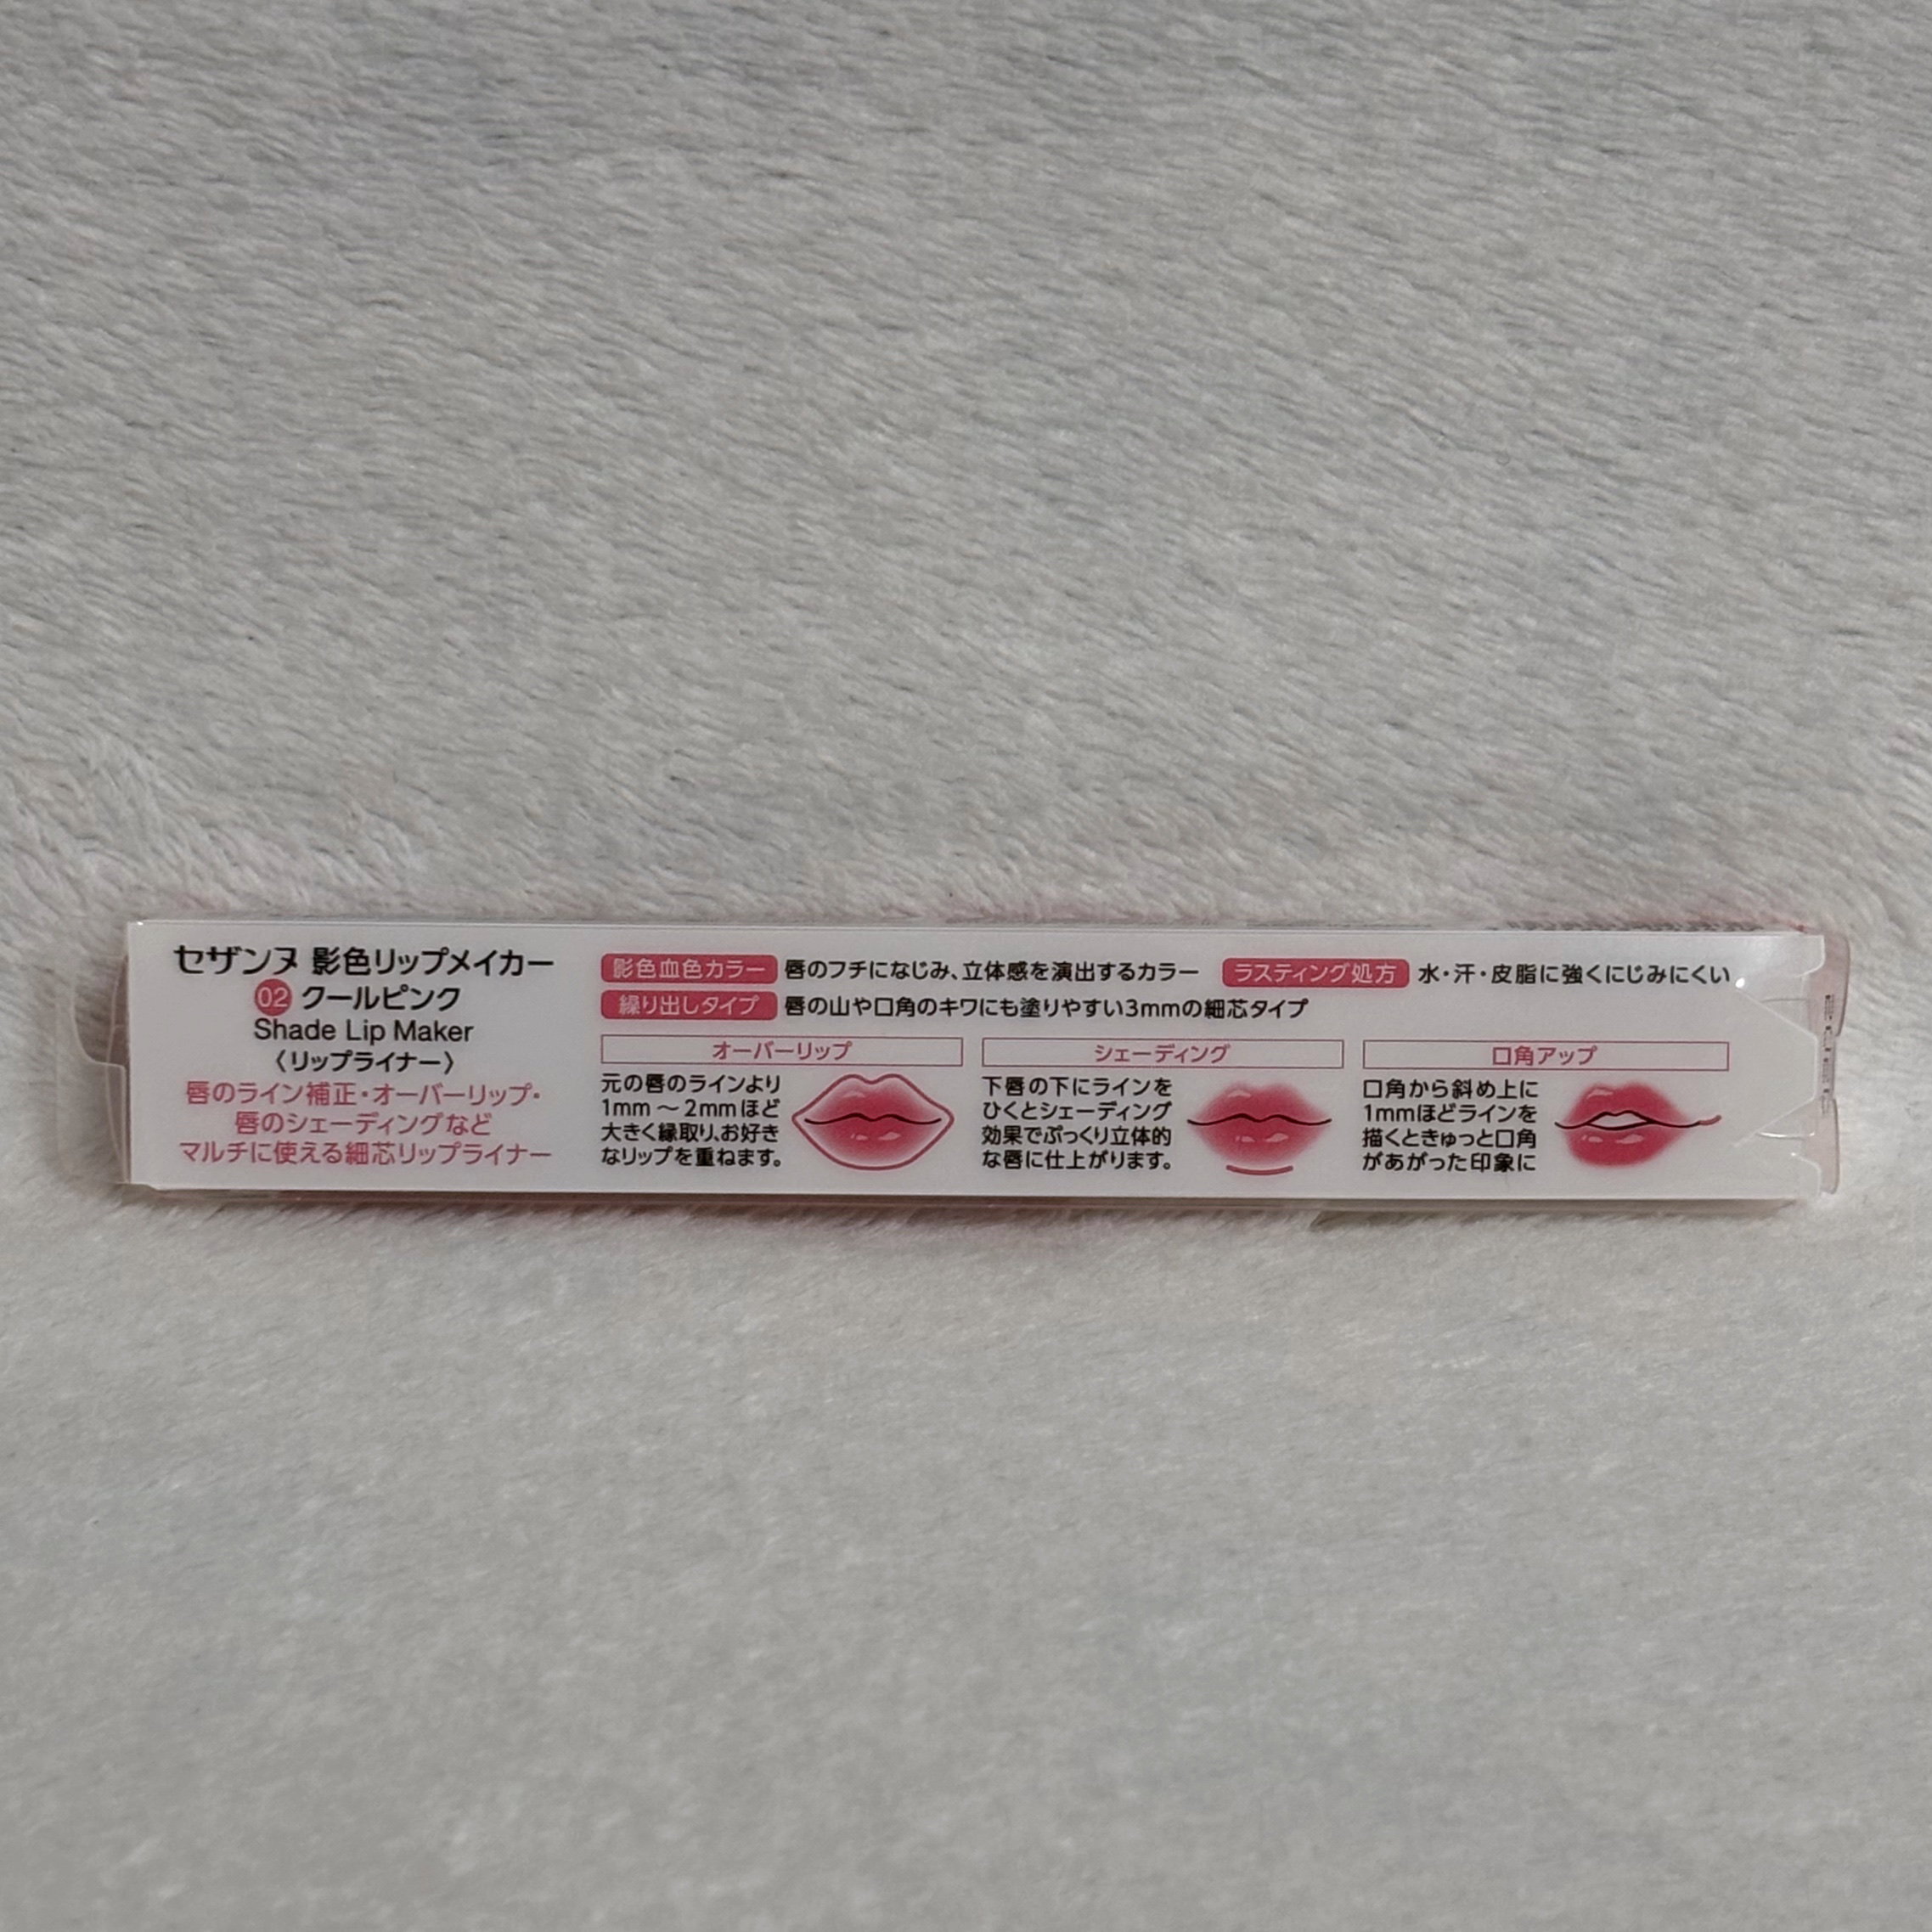 セザンヌ 影色リップメイカー
02 クールピンク
Shade Lip Maker
〈リップライナー〉
唇のライン補正・オーバーリップ・
唇のシェーディングなど
マルチに使える細芯リップライナー
影色血色カラー 唇のフチになじみ、立体感を演出するカラー ラスティング処方 水・汗・皮脂に強くにじみにくい
繰り出しタイプ 唇の山や口角のキワにも塗りやすい3mmの細芯タイプ
オーバーリップ
元の唇のラインより
1mm～2mmほど
大きく縁取り、お好き
なリップを重ねます。
シェーディング
下唇の下にラインを
ひくとシェーディング
効果でぷっくり立体的
な唇に仕上がります。
口角アップ
口角から斜め上に
1mmほどラインを
描くときゅっと口角
があがった印象に